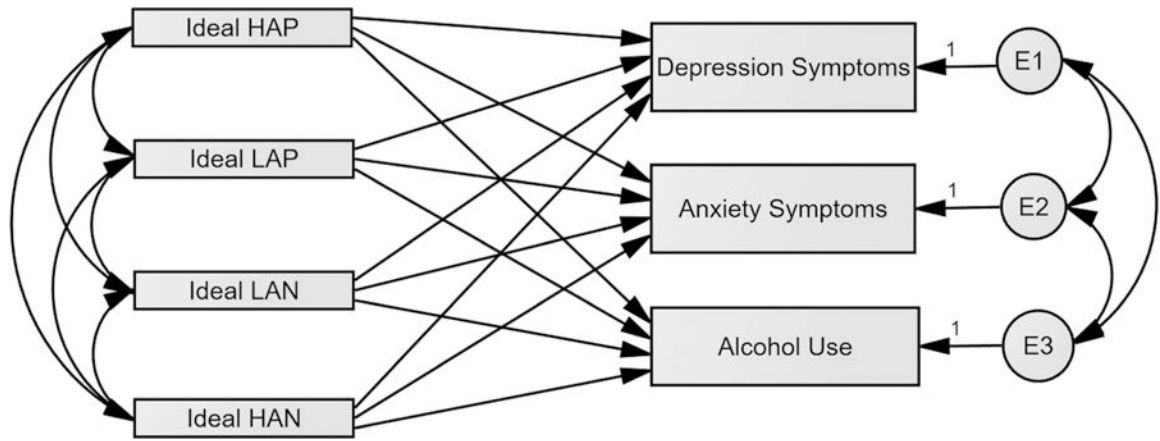 Ideal HAP
Depression Symptoms
1
E1
Ideal LAP
Anxiety Symptoms
1
E2
Ideal LAN
Alcohol Use
1
E3
Ideal HAN